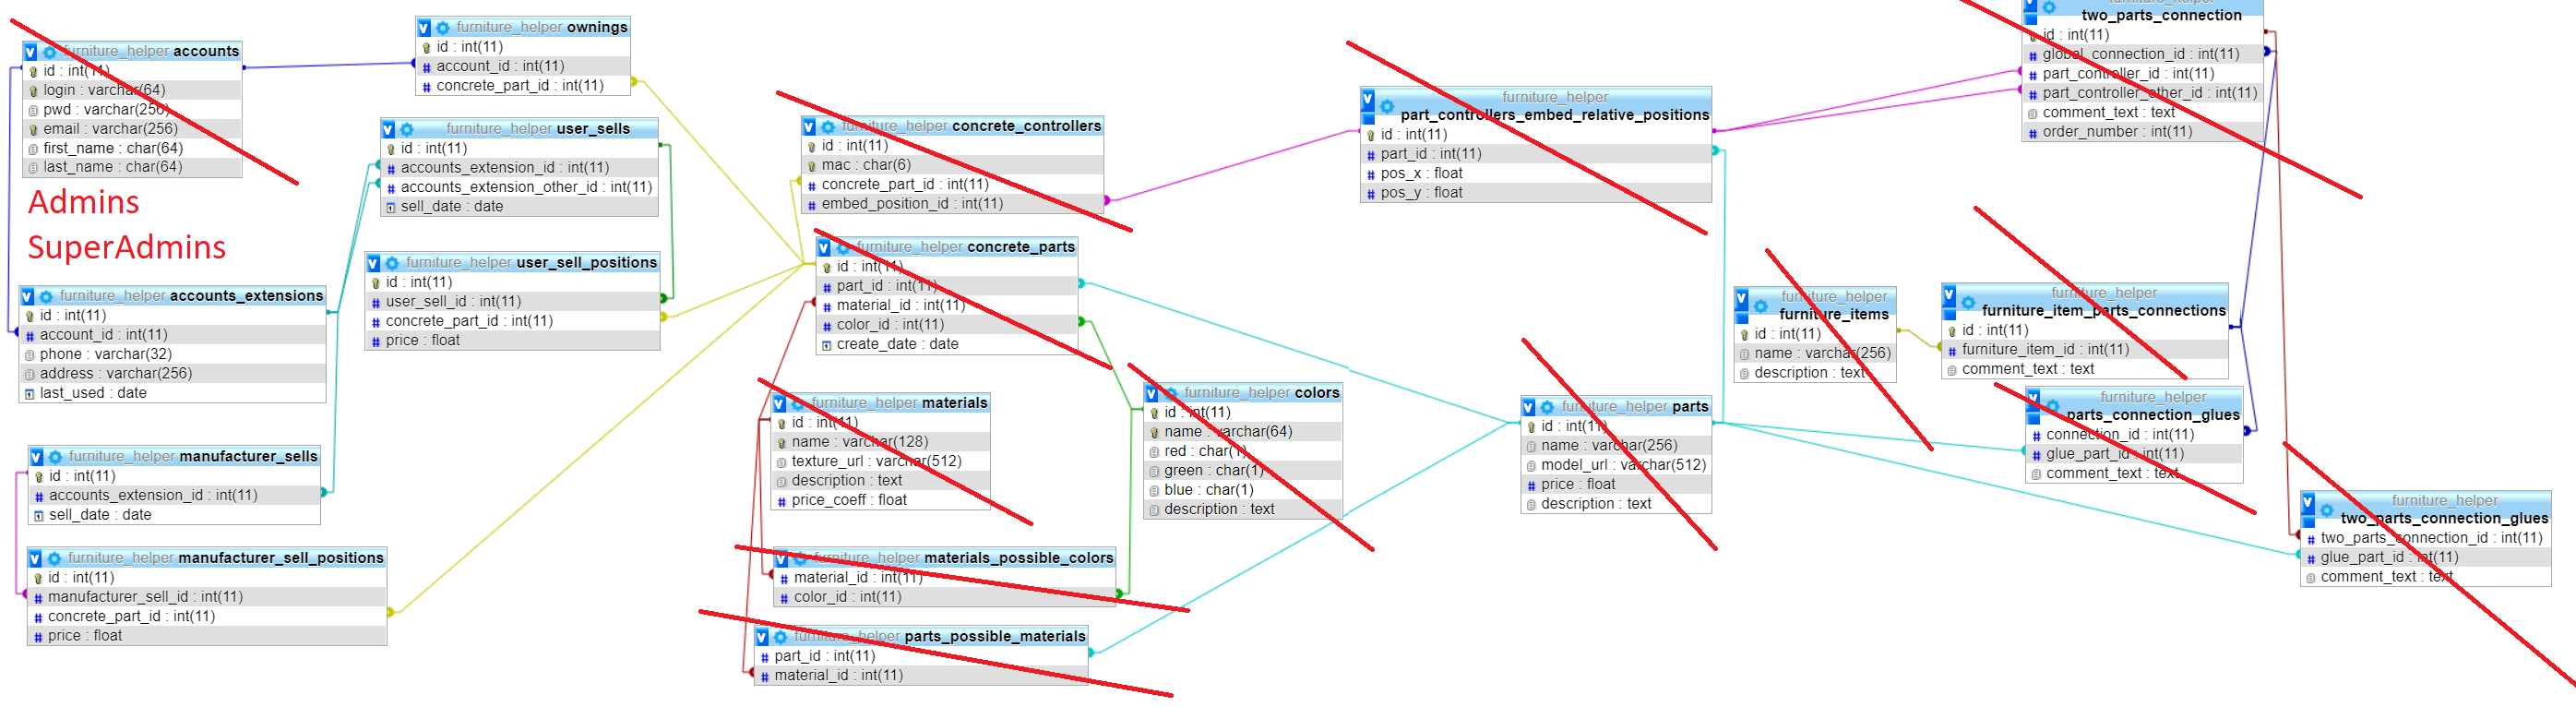 furniture_helper accounts
id : int(11)
login : varchar(64)
pwd : varchar(256)
email : varchar(256)
first_name : char(64)
last_name : char(64)
Admins
SuperAdmins
furniture_helper accounts_extensions
id : int(11)
account_id : int(11)
phone : varchar(32)
address : varchar(256)
last_used : date
furniture_helper manufacturer_sells
id : int(11)
accounts_extension_id : int(11)
sell_date : date
furniture_helper manufacturer_sell_positions
id : int(11)
manufacturer_sell_id : int(11)
concrete_part_id : int(11)
price : float
furniture_helper ownings
id : int(11)
account_id : int(11)
concrete_part_id : int(11)
furniture_helper user_sells
id : int(11)
accounts_extension_id : int(11)
accounts_extension_other_id : int(11)
sell_date : date
furniture_helper user_sell_positions
id : int(11)
user_sell_id : int(11)
concrete_part_id : int(11)
price : float
furniture_helper concrete_controllers
id : int(11)
mac : char(6)
concrete_part_id : int(11)
embed_position_id : int(11)
furniture_helper concrete_parts
id : int(11)
part_id : int(11)
material_id : int(11)
color_id : int(11)
create_date : date
furniture_helper materials
id : int(11)
name : varchar(128)
texture_url : varchar(512)
description : text
price_coeff : float
furniture_helper colors
id : int(11)
name : varchar(64)
red : char(1)
green : char(1)
blue : char(1)
description : text
furniture_helper materials_possible_colors
material_id : int(11)
color_id : int(11)
furniture_helper parts_possible_materials
part_id : int(11)
material_id : int(11)
furniture_helper
part_controllers_embed_relative_positions
id : int(11)
part_id : int(11)
pos_x : float
pos_y : float
furniture_helper parts
id : int(11)
name : varchar(256)
model_url : varchar(512)
price : float
description : text
furniture_helper
furniture_items
id : int(11)
name : varchar(256)
description : text
furniture_helper
two_parts_connection
id : int(11)
global_connection_id : int(11)
part_controller_id : int(11)
part_controller_other_id : int(11)
comment_text : text
order_number : int(11)
furniture_helper
furniture_item_parts_connections
id : int(11)
furniture_item_id : int(11)
comment_text : text
furniture_helper
parts_connection_glues
connection_id : int(11)
glue_part_id : int(11)
comment_text : text
furniture_helper
two_parts_connection_glues
two_parts_connection_id : int(11)
glue_part_id : int(11)
comment_text : text